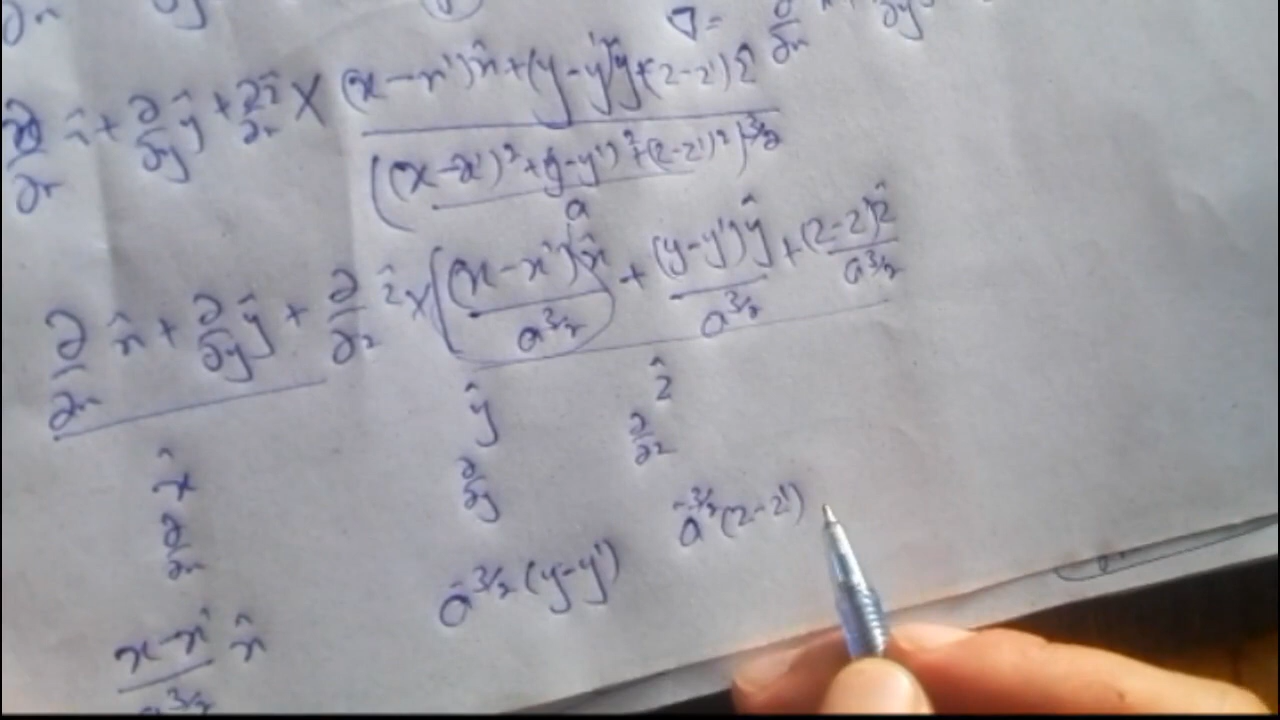 ∇ = ∂/∂x
∂/∂x x̂ + ∂/∂y ŷ + ∂/∂z ẑ × ((x-x')x̂ + (y-y')ŷ + (z-z')ẑ) / ((x-x')² + (y-y')² + (z-z')²)^3/2
a
∂/∂x x̂ + ∂/∂y ŷ + ∂/∂z ẑ × ((x-x')x̂ / a^3/2 + (y-y')ŷ / a^3/2 + (z-z')ẑ / a^3/2
x̂ ŷ ẑ
∂/∂x ∂/∂y ∂/∂z
(x-x')/a^3/2 x̂ a^-3/2 (y-y') a^-3/2 (z-z')